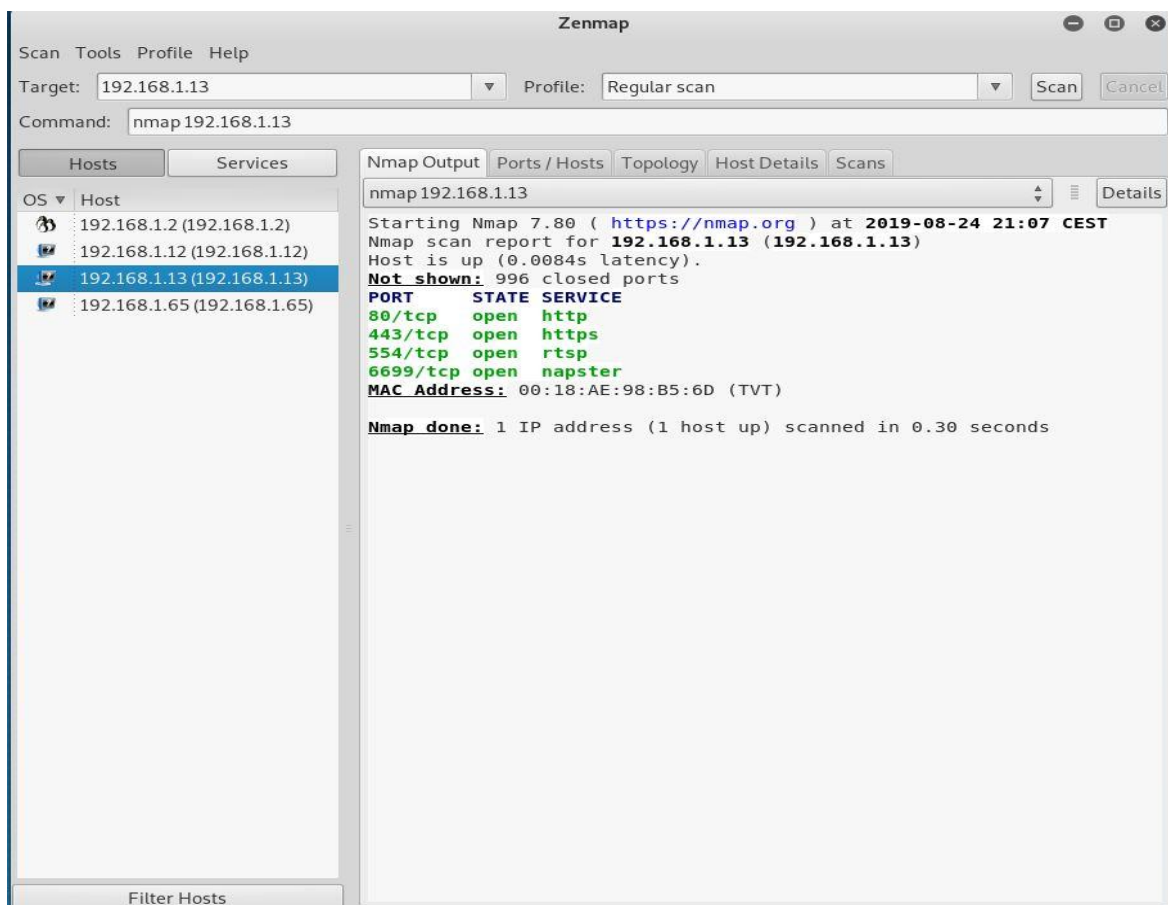 Zenmap
Scan Tools Profile Help
Target: 192.168.1.13 Profile: Regular scan Scan Cancel
Command: nmap 192.168.1.13
Hosts Services
OS Host
192.168.1.2 (192.168.1.2)
192.168.1.12 (192.168.1.12)
192.168.1.13 (192.168.1.13)
192.168.1.65 (192.168.1.65)
Filter Hosts
Nmap Output Ports / Hosts Topology Host Details Scans
nmap 192.168.1.13 Details
Starting Nmap 7.80 ( https://nmap.org ) at 2019-08-24 21:07 CEST
Nmap scan report for 192.168.1.13 (192.168.1.13)
Host is up (0.0084s latency).
Not shown: 996 closed ports
PORT STATE SERVICE
80/tcp open http
443/tcp open https
554/tcp open rtsp
6699/tcp open napster
MAC Address: 00:18:AE:98:B5:6D (TVT)
Nmap done: 1 IP address (1 host up) scanned in 0.30 seconds